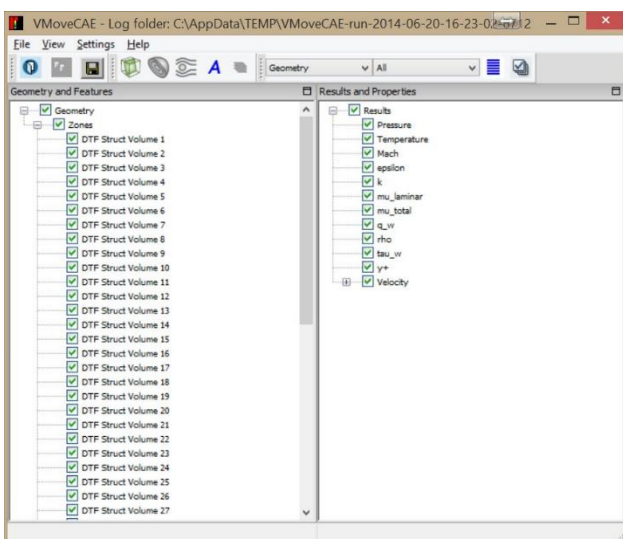 VMoveCAE - Log folder: C:\AppData\TEMP\VMoveCAE-run-2014-06-20-16-23-02-6712
File View Settings Help
A Geometry All
Geometry and Features
Geometry
Zones
DTF Struct Volume 1
DTF Struct Volume 2
DTF Struct Volume 3
DTF Struct Volume 4
DTF Struct Volume 5
DTF Struct Volume 6
DTF Struct Volume 7
DTF Struct Volume 8
DTF Struct Volume 9
DTF Struct Volume 10
DTF Struct Volume 11
DTF Struct Volume 12
DTF Struct Volume 13
DTF Struct Volume 14
DTF Struct Volume 15
DTF Struct Volume 16
DTF Struct Volume 17
DTF Struct Volume 18
DTF Struct Volume 19
DTF Struct Volume 20
DTF Struct Volume 21
DTF Struct Volume 22
DTF Struct Volume 23
DTF Struct Volume 24
DTF Struct Volume 25
DTF Struct Volume 26
DTF Struct Volume 27
Results and Properties
Results
Pressure
Temperature
Mach
epsilon
k
mu_laminar
mu_total
q_w
rho
tau_w
y+
Velocity